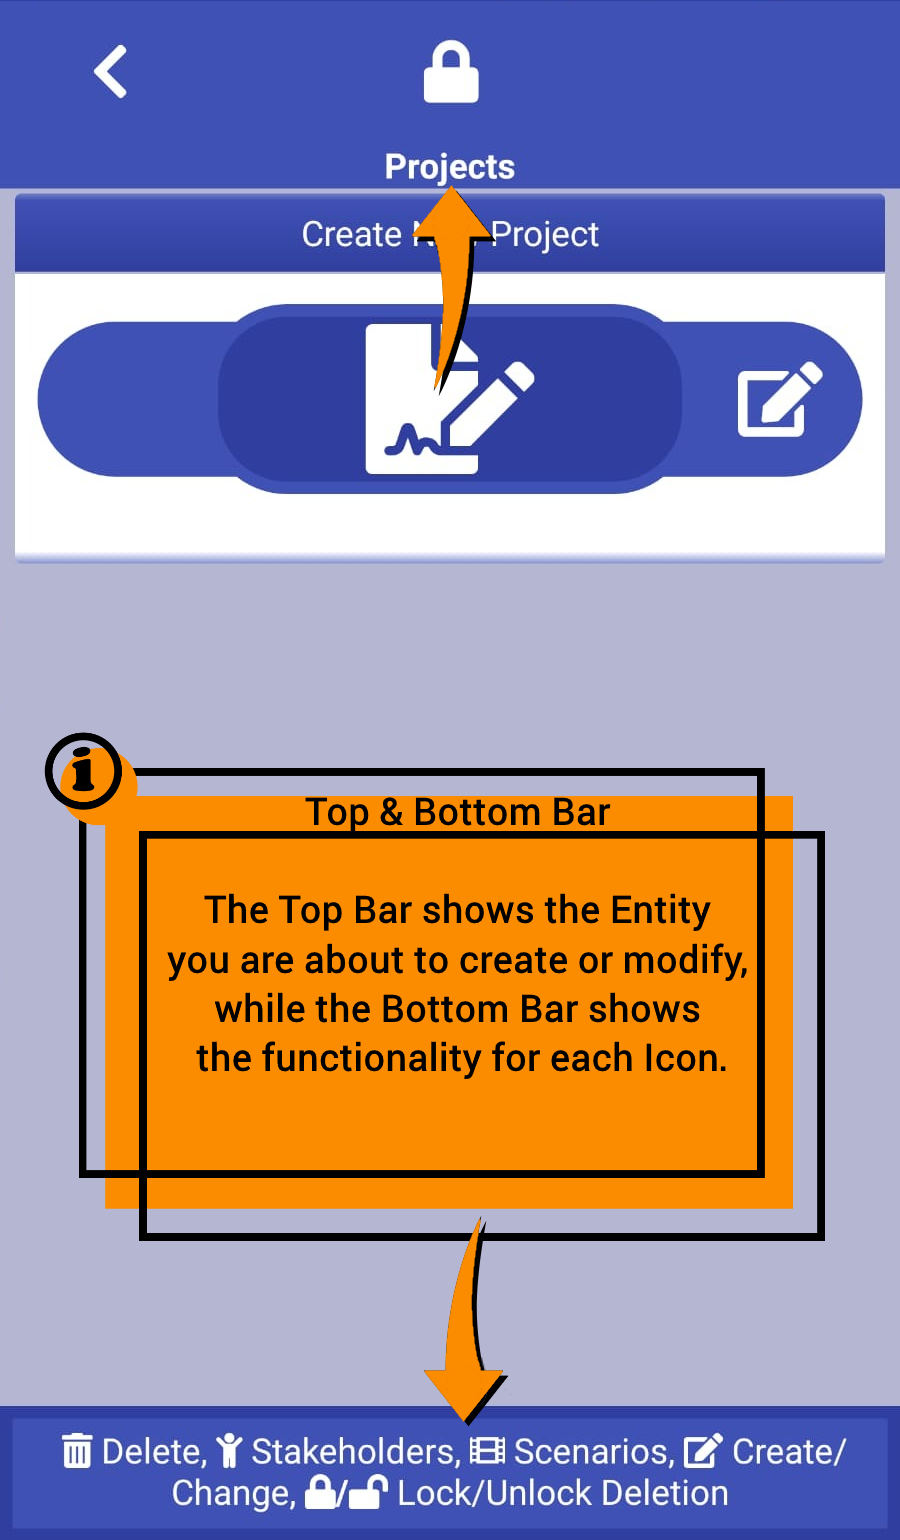 Projects
Create Project
Top & Bottom Bar
The Top Bar shows the Entity
you are about to create or modify,
while the Bottom Bar shows
the functionality for each Icon.
Delete, Stakeholders, Scenarios, Create/
Change, / Lock/Unlock Deletion